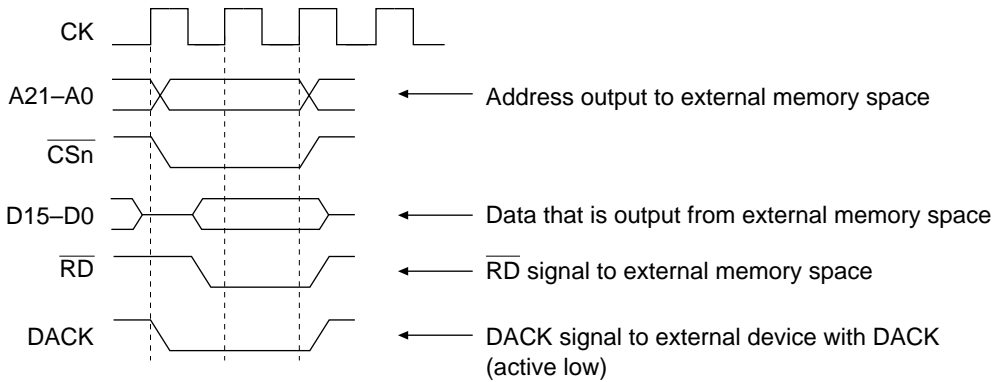 CK
A21–A0
Address output to external memory space
CSn
D15–D0
Data that is output from external memory space
RD
RD signal to external memory space
DACK
DACK signal to external device with DACK
(active low)